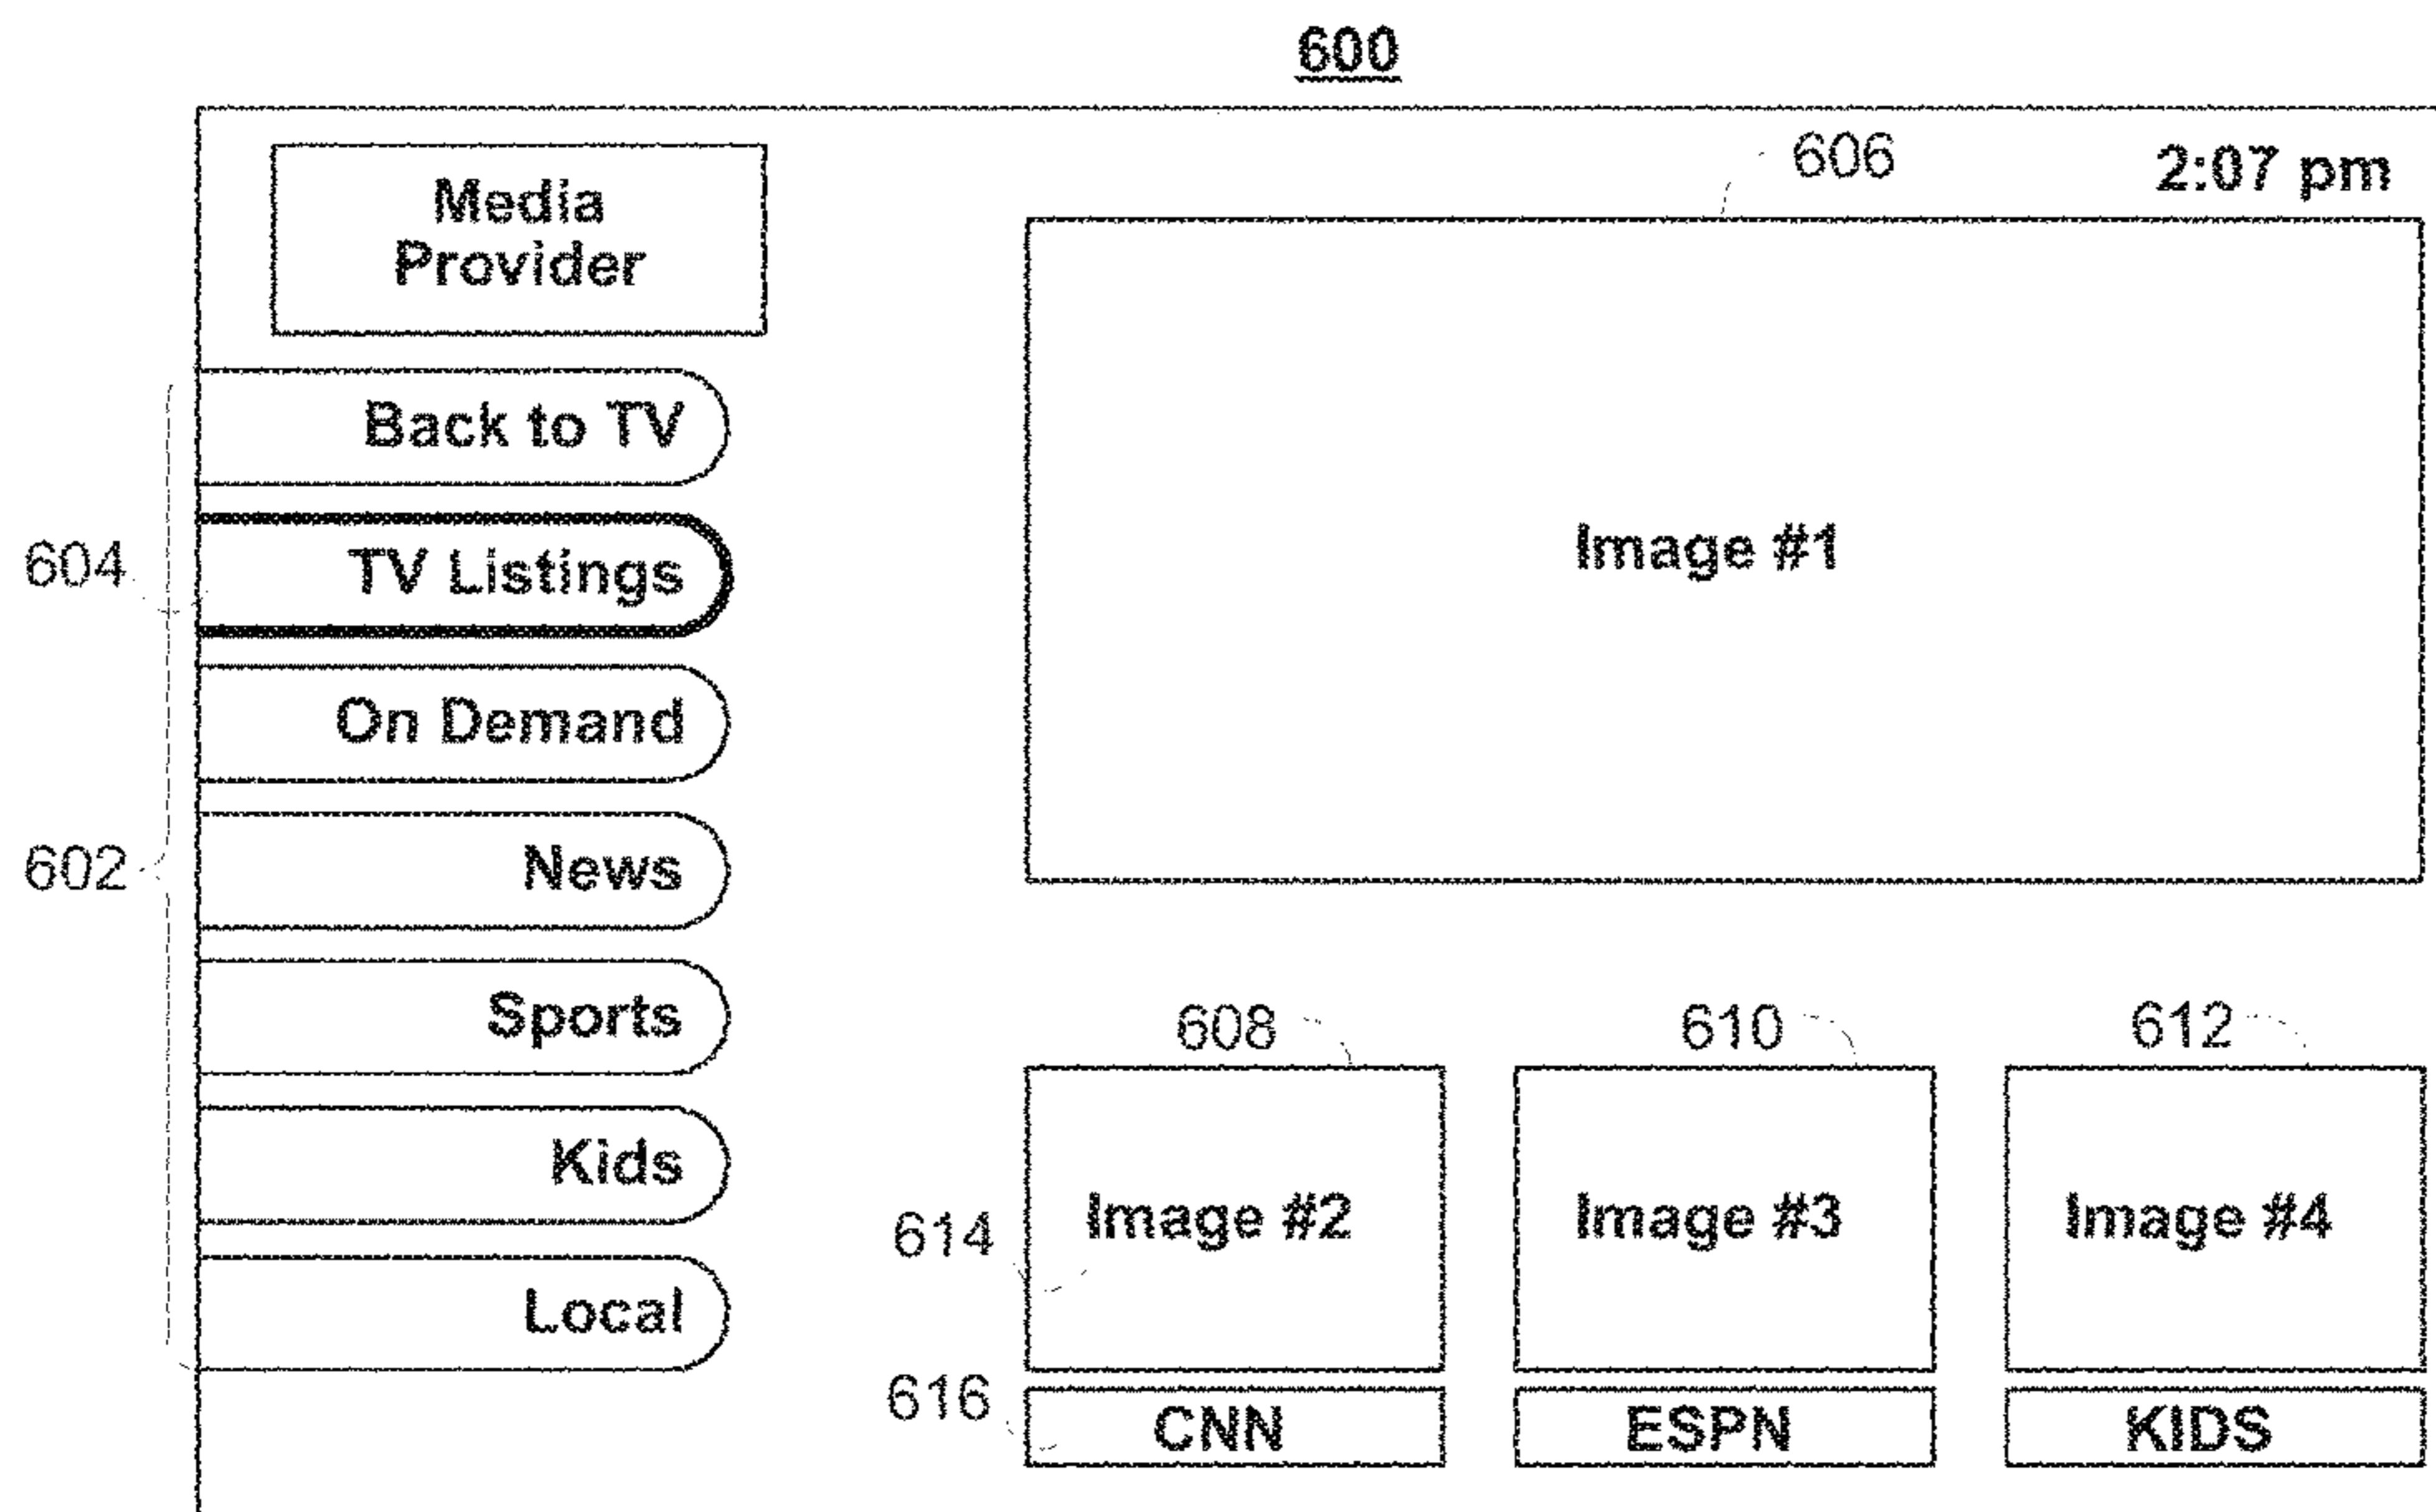 600
606
2:07 pm
Media
Provider
Back to TV
604
TV Listings
Image #1
On Demand
602
News
Sports
608
610
612
Kids
614
Image #2
Image #3
Image #4
Local
616
CNN
ESPN
KIDS